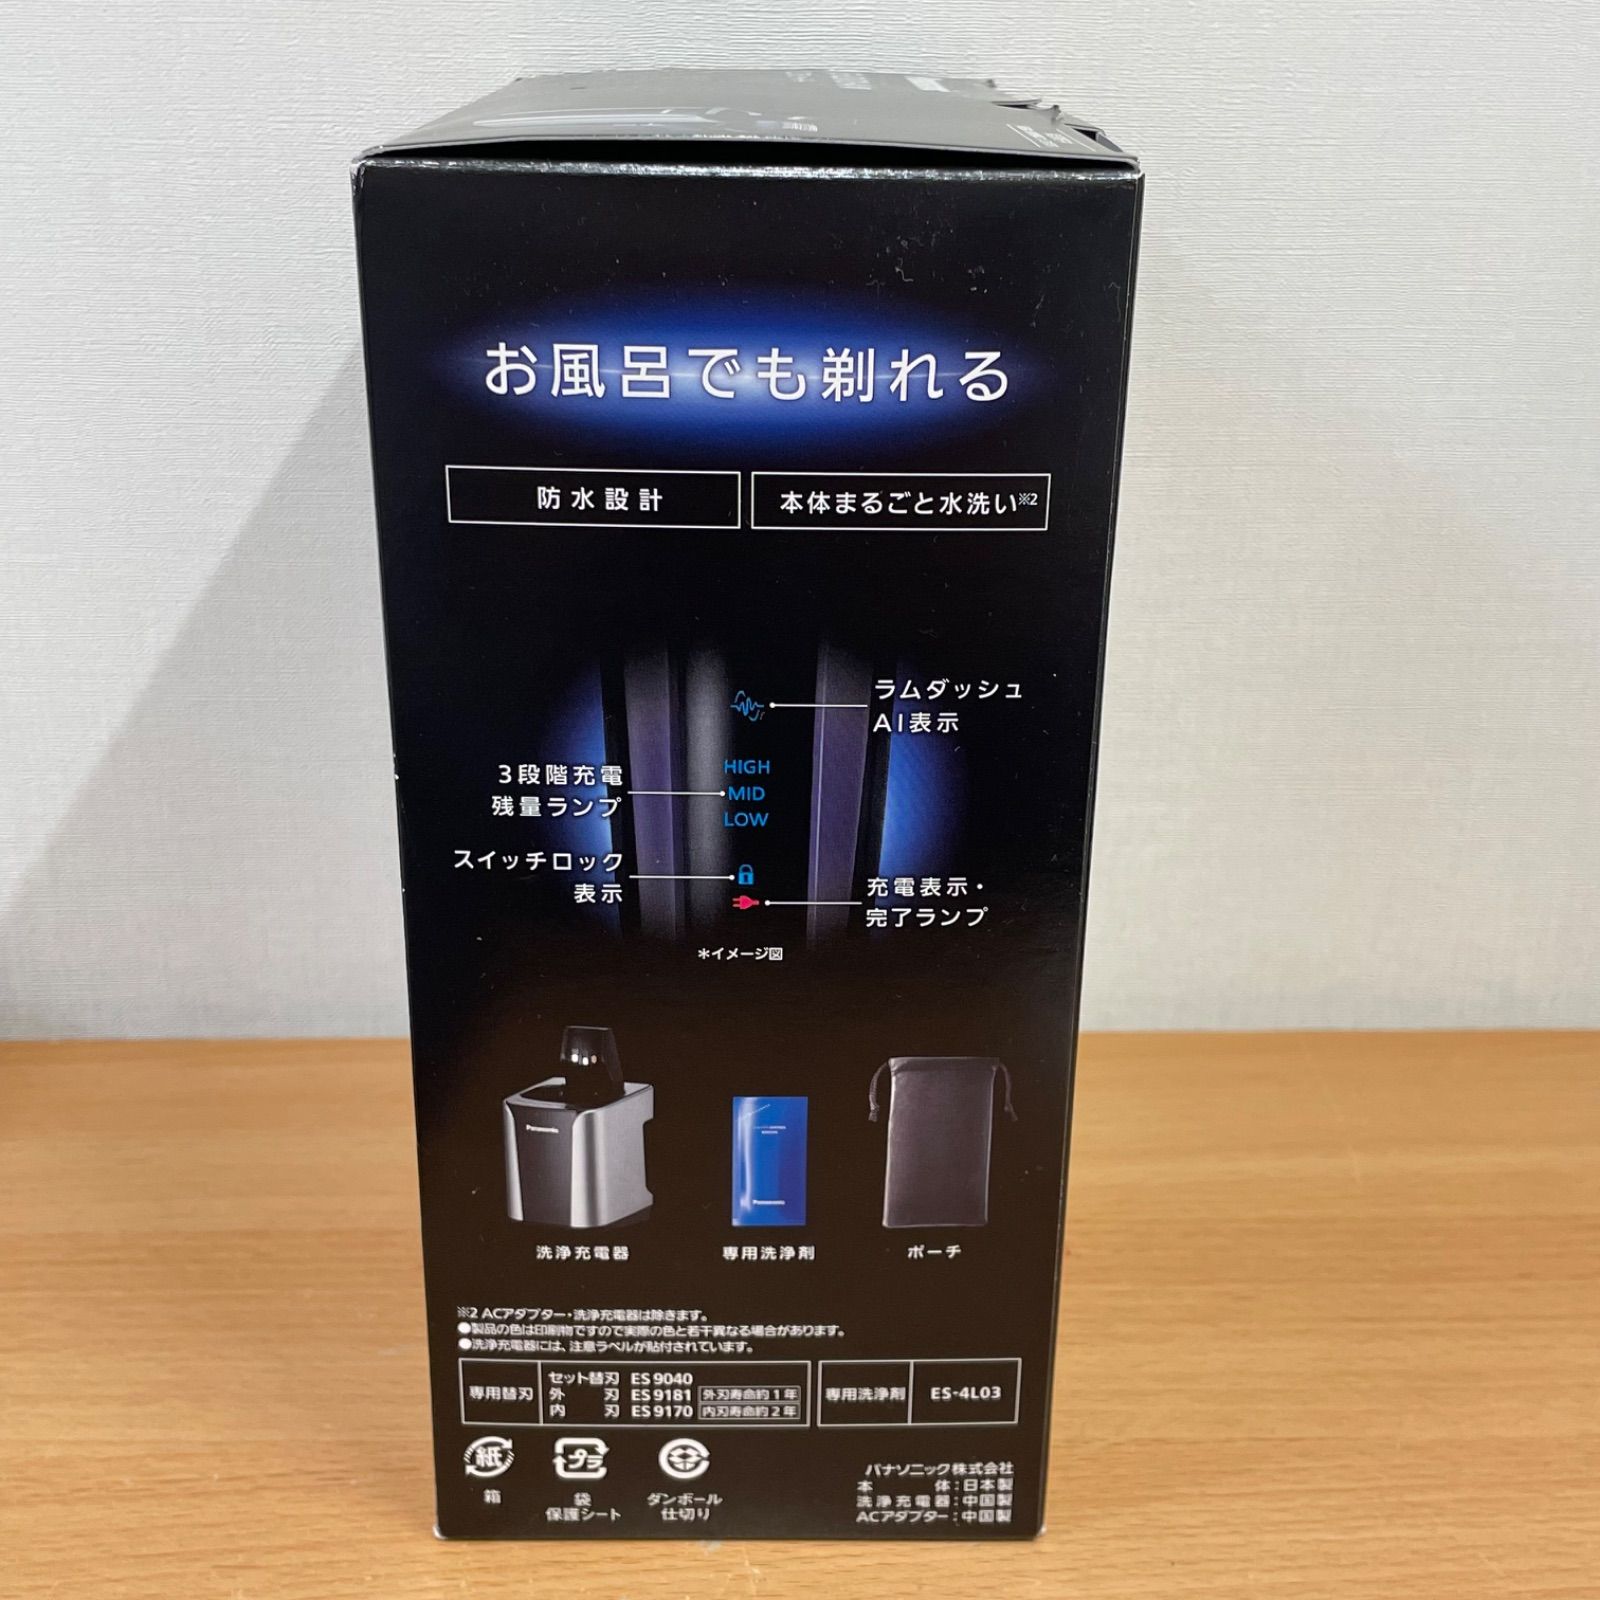 お風呂でも剃れる
防水設計
本体まるごと水洗い※2
ラムダッシュ
AI表示
3段階充電
残量ランプ
HIGH
MID
LOW
スイッチロック
表示
充電表示・
完了ランプ
＊イメージ図
Panasonic
Panasonic
洗浄充電器
専用洗浄剤
ポーチ
※2 ACアダプター・洗浄充電器は除きます。
●製品の色は印刷物ですので実際の色と若干異なる場合があります。
●洗浄充電器には、注意ラベルが貼付されています。
専用替刃
セット替刃 ES9040
外 刃 ES9181 外刃寿命約1年
内 刃 ES9170 内刃寿命約2年
専用洗浄剤 ES-4L03
紙
箱
プラ
袋
保護シート
ダンボール
仕切り
パナソニック株式会社
本 体：日本製
洗浄充電器：中国製
ACアダプター：中国製